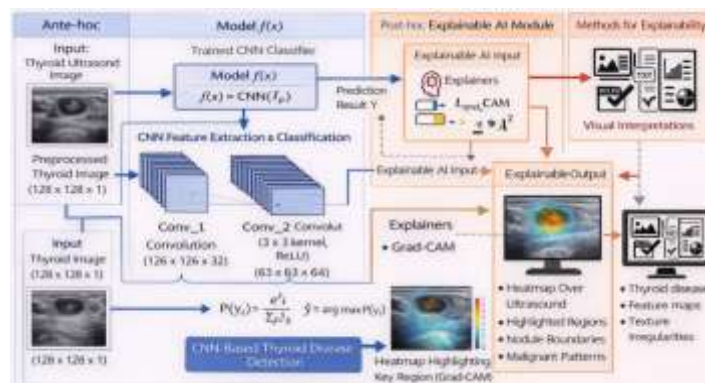 Ante-hoc
Model f(x)
Post-hoc Explainable AI Module
Methods for Explainability
Input:
Thyroid Ultrasound
Image
Trained CNN Classifier
Model f(x)
f(x) = CNN(I
Prediction
Result Y
Explainable AI Input
Explainers
CAM
Visual Interpretations
Preprocessed
Thyroid Image
(128 x 128 x 1)
CNN Feature Extraction & Classification
Conv_1
Convolution
(126 x 126 x 32)
Conv_2 Convolut
(3 x 3 kernel,
ReLU)
(63 x 63 x 64)
Explainable AI Input
Explainable Output
Explainers
• Grad-CAM
Input
Thyroid Image
(128 x 128 x 1)
(128 x 128 x 1)
ŷ = arg max P(yᵢ)
CNN-Based Thyroid Disease
Detection
Heatmap Highlighting
Key Region (Grad-CAM)
• Heatmap Over
Ultrasound
• Highlighted Regions
• Nodule Boundaries
• Malignant Patterns
• Thyroid disease
• Feature maps
• Texture
Irregularities